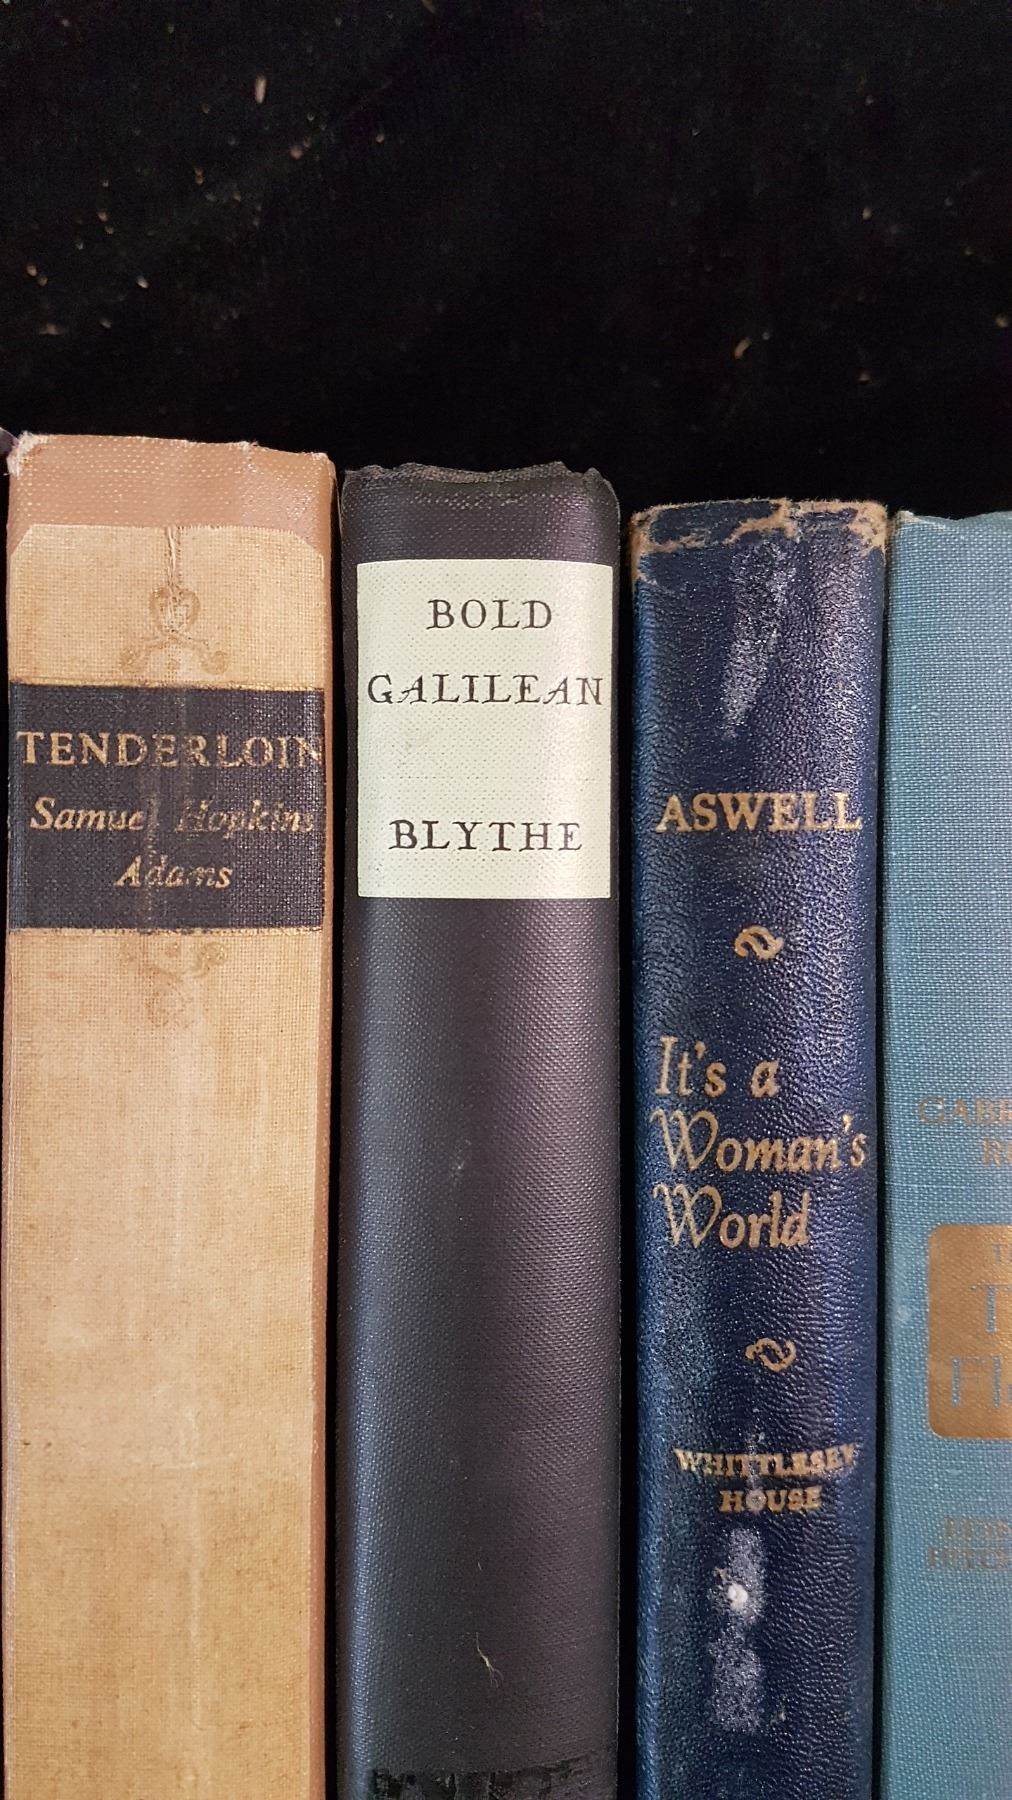 TENDERLOIN
Samuel Hopkins
Adams
BOLD
GALILEAN
BLYTHE
ASWELL
It's a
Woman's
World
WHITTLESEY
HOUSE